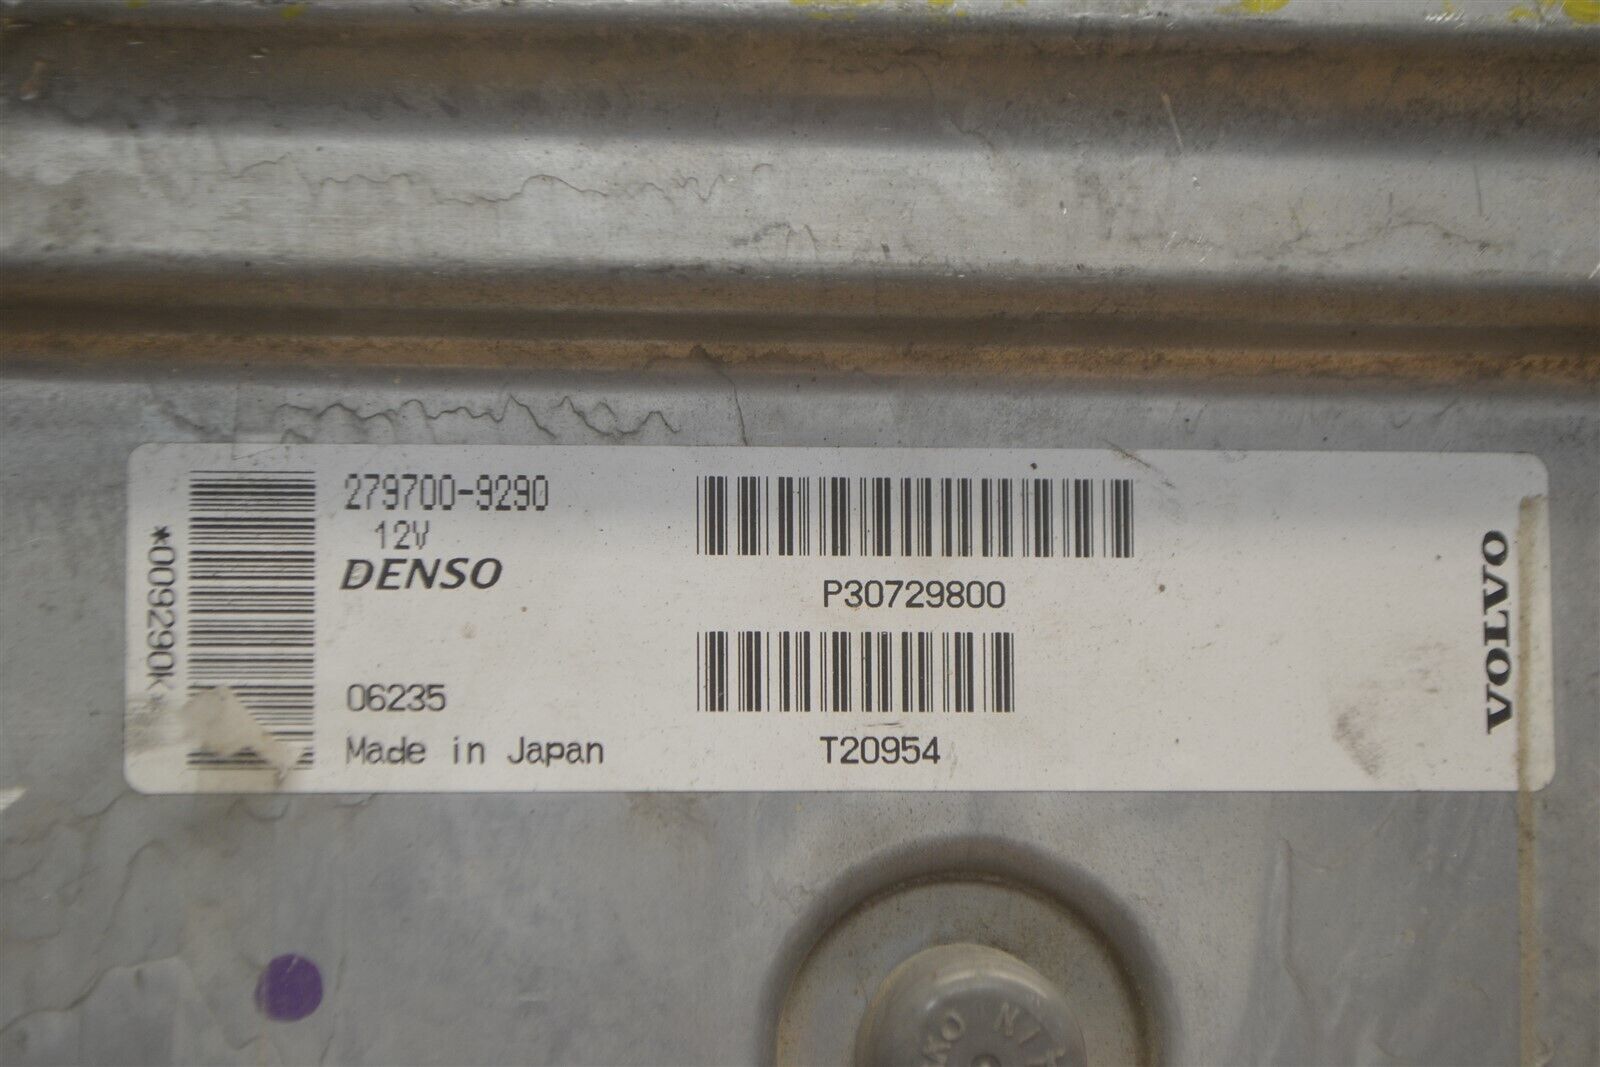 *009290K*
279700-9290
12V
DENSO
06235
Made in Japan
P30729800
T20954
VOLVO